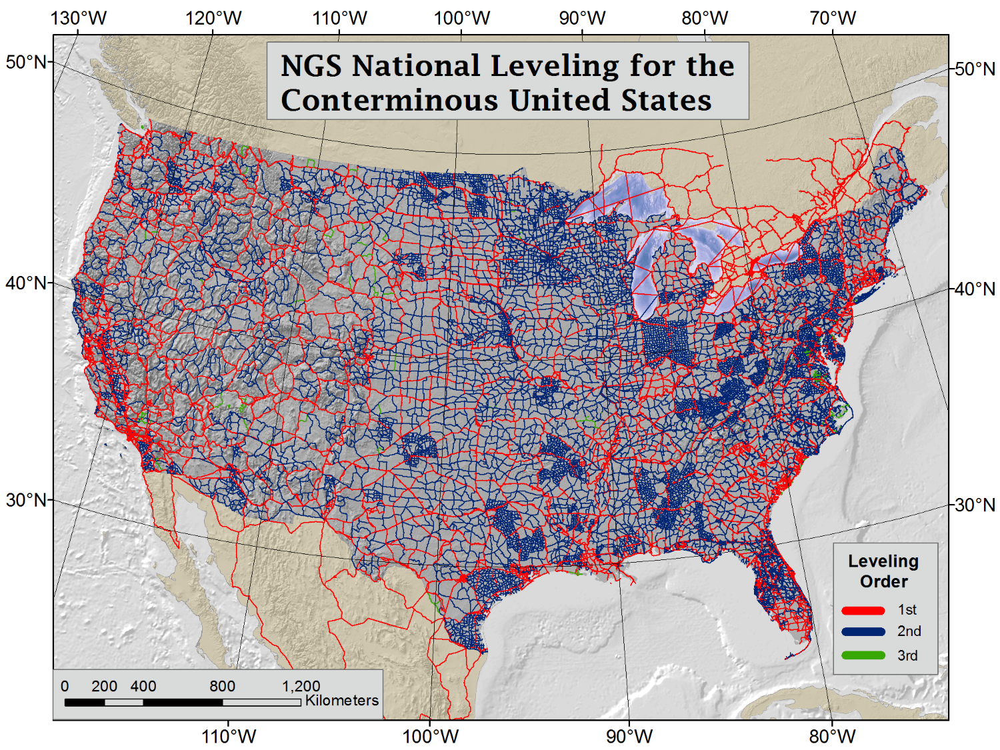 130°W 120°W 110°W 100°W 90°W 80°W 70°W
NGS National Leveling for the
Conterminous United States
50°N 50°N
40°N 40°N
30°N 30°N
Leveling
Order
1st
2nd
3rd
0 200 400 800 1,200
Kilometers
110°W 100°W 90°W 80°W